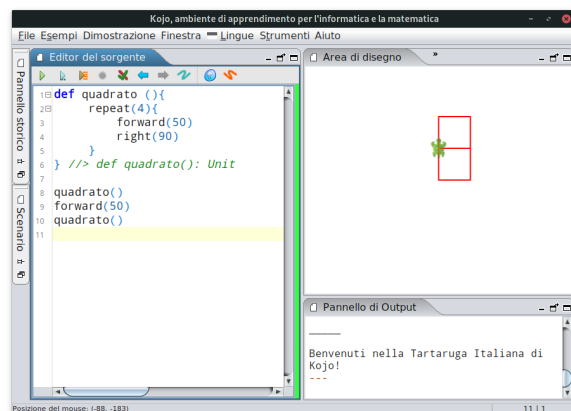 Kojo, ambiente di apprendimento per l'informatica e la matematica
File Esempi Dimostrazione Finestra Lingue Strumenti Aiuto
Pannello storico
Scenario
Editor del sorgente
1 def quadrato (){
2 repeat(4){
3 forward(50)
4 right(90)
5 }
6 } //> def quadrato(): Unit
7
8 quadrato()
9 forward(50)
10 quadrato()
11
Area di disegno »
Pannello di Output
_____
Benvenuti nella Tartaruga Italiana di
Kojo!
---
Posizione del mouse: (-88, -183)
11 | 1